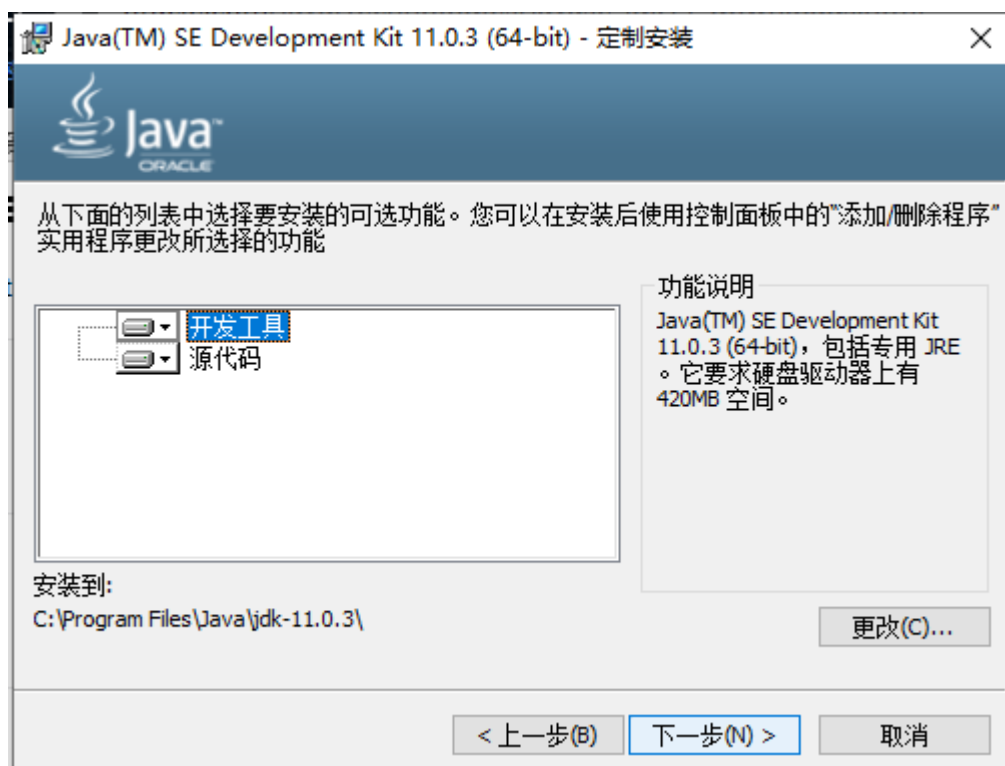 Java(TM) SE Development Kit 11.0.3 (64-bit) - 定制安装
Java™
ORACLE
从下面的列表中选择要安装的可选功能。您可以在安装后使用控制面板中的“添加/删除程序”
实用程序更改所选择的功能
开发工具
源代码
功能说明
Java(TM) SE Development Kit
11.0.3 (64-bit)，包括专用 JRE
。它要求硬盘驱动器上有
420MB 空间。
安装到:
C:\Program Files\Java\jdk-11.0.3\
更改(C)...
< 上一步(B)
下一步(N) >
取消